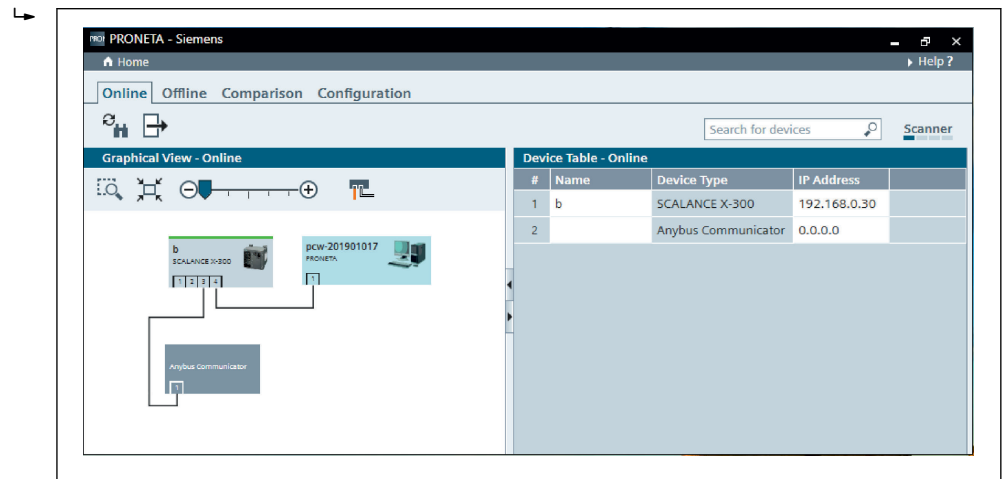 PRONETA - Siemens
Home
Help ?
Online Offline Comparison Configuration
Search for devices
Scanner
Graphical View - Online
Device Table - Online
# Name Device Type IP Address
1 b SCALANCE X-300 192.168.0.30
2 Anybus Communicator 0.0.0.0
b
SCALANCE X-300
1 2 3 4
pcw-201901017
PRONETA
1
Anybus Communicator
1